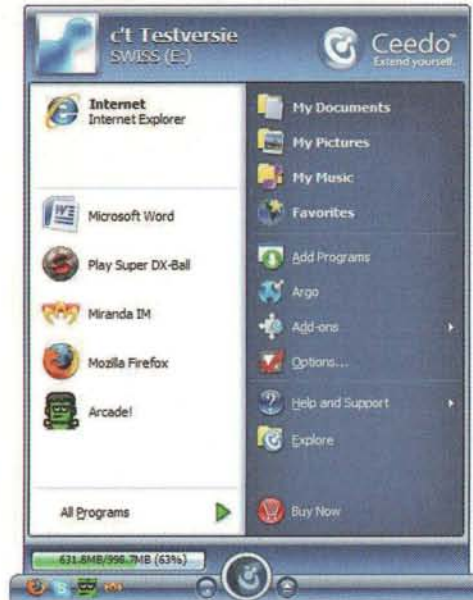 c't Testversie
SWISS (E:)
Ceedo™
Extend yourself.
Internet
Internet Explorer
Microsoft Word
Play Super DX-Ball
Miranda IM
Mozilla Firefox
Arcade!
All Programs
My Documents
My Pictures
My Music
Favorites
Add Programs
Argo
Add-ons
Options...
Help and Support
Explore
Buy Now
631.8MB/998.7MB (63%)